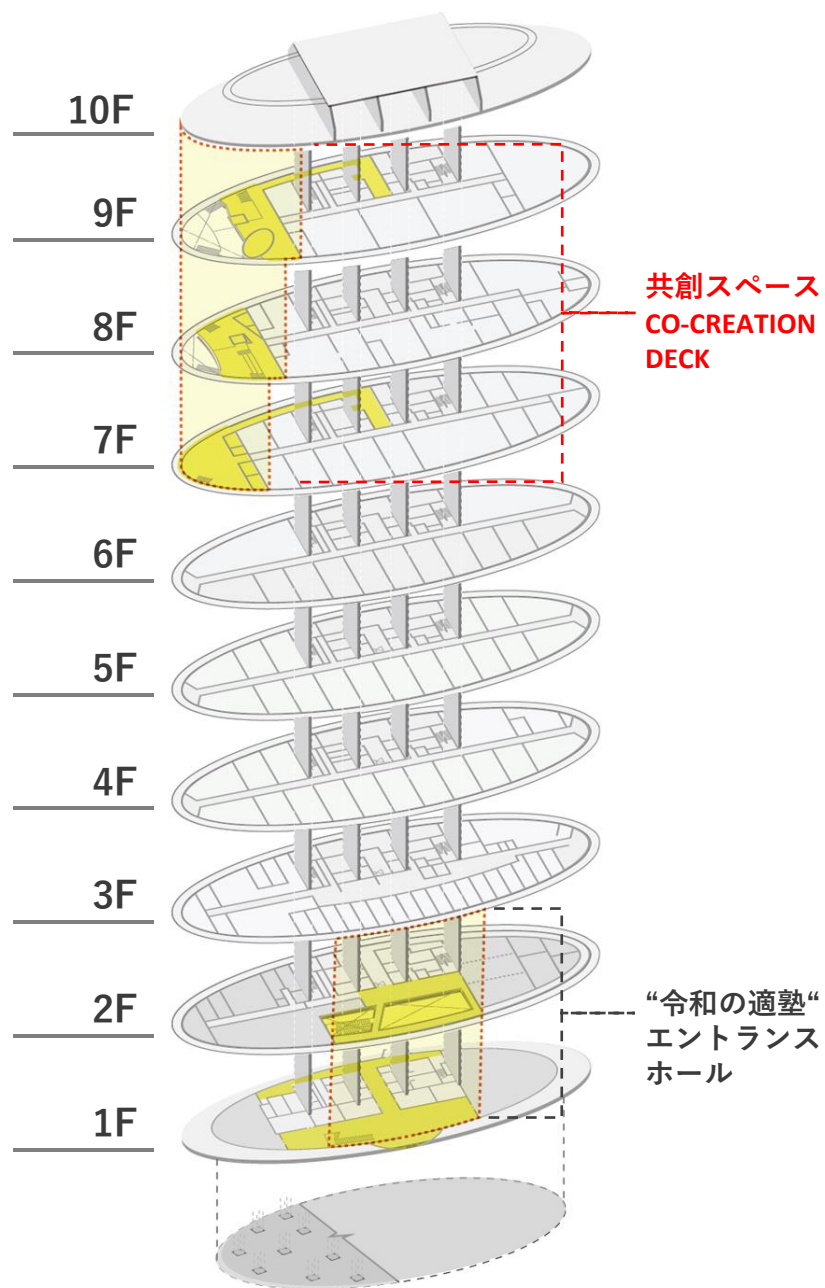 10F
9F
8F
7F
6F
5F
4F
3F
2F
1F
共創スペース
CO-CREATION
DECK
“令和の適塾“
エントランス
ホール